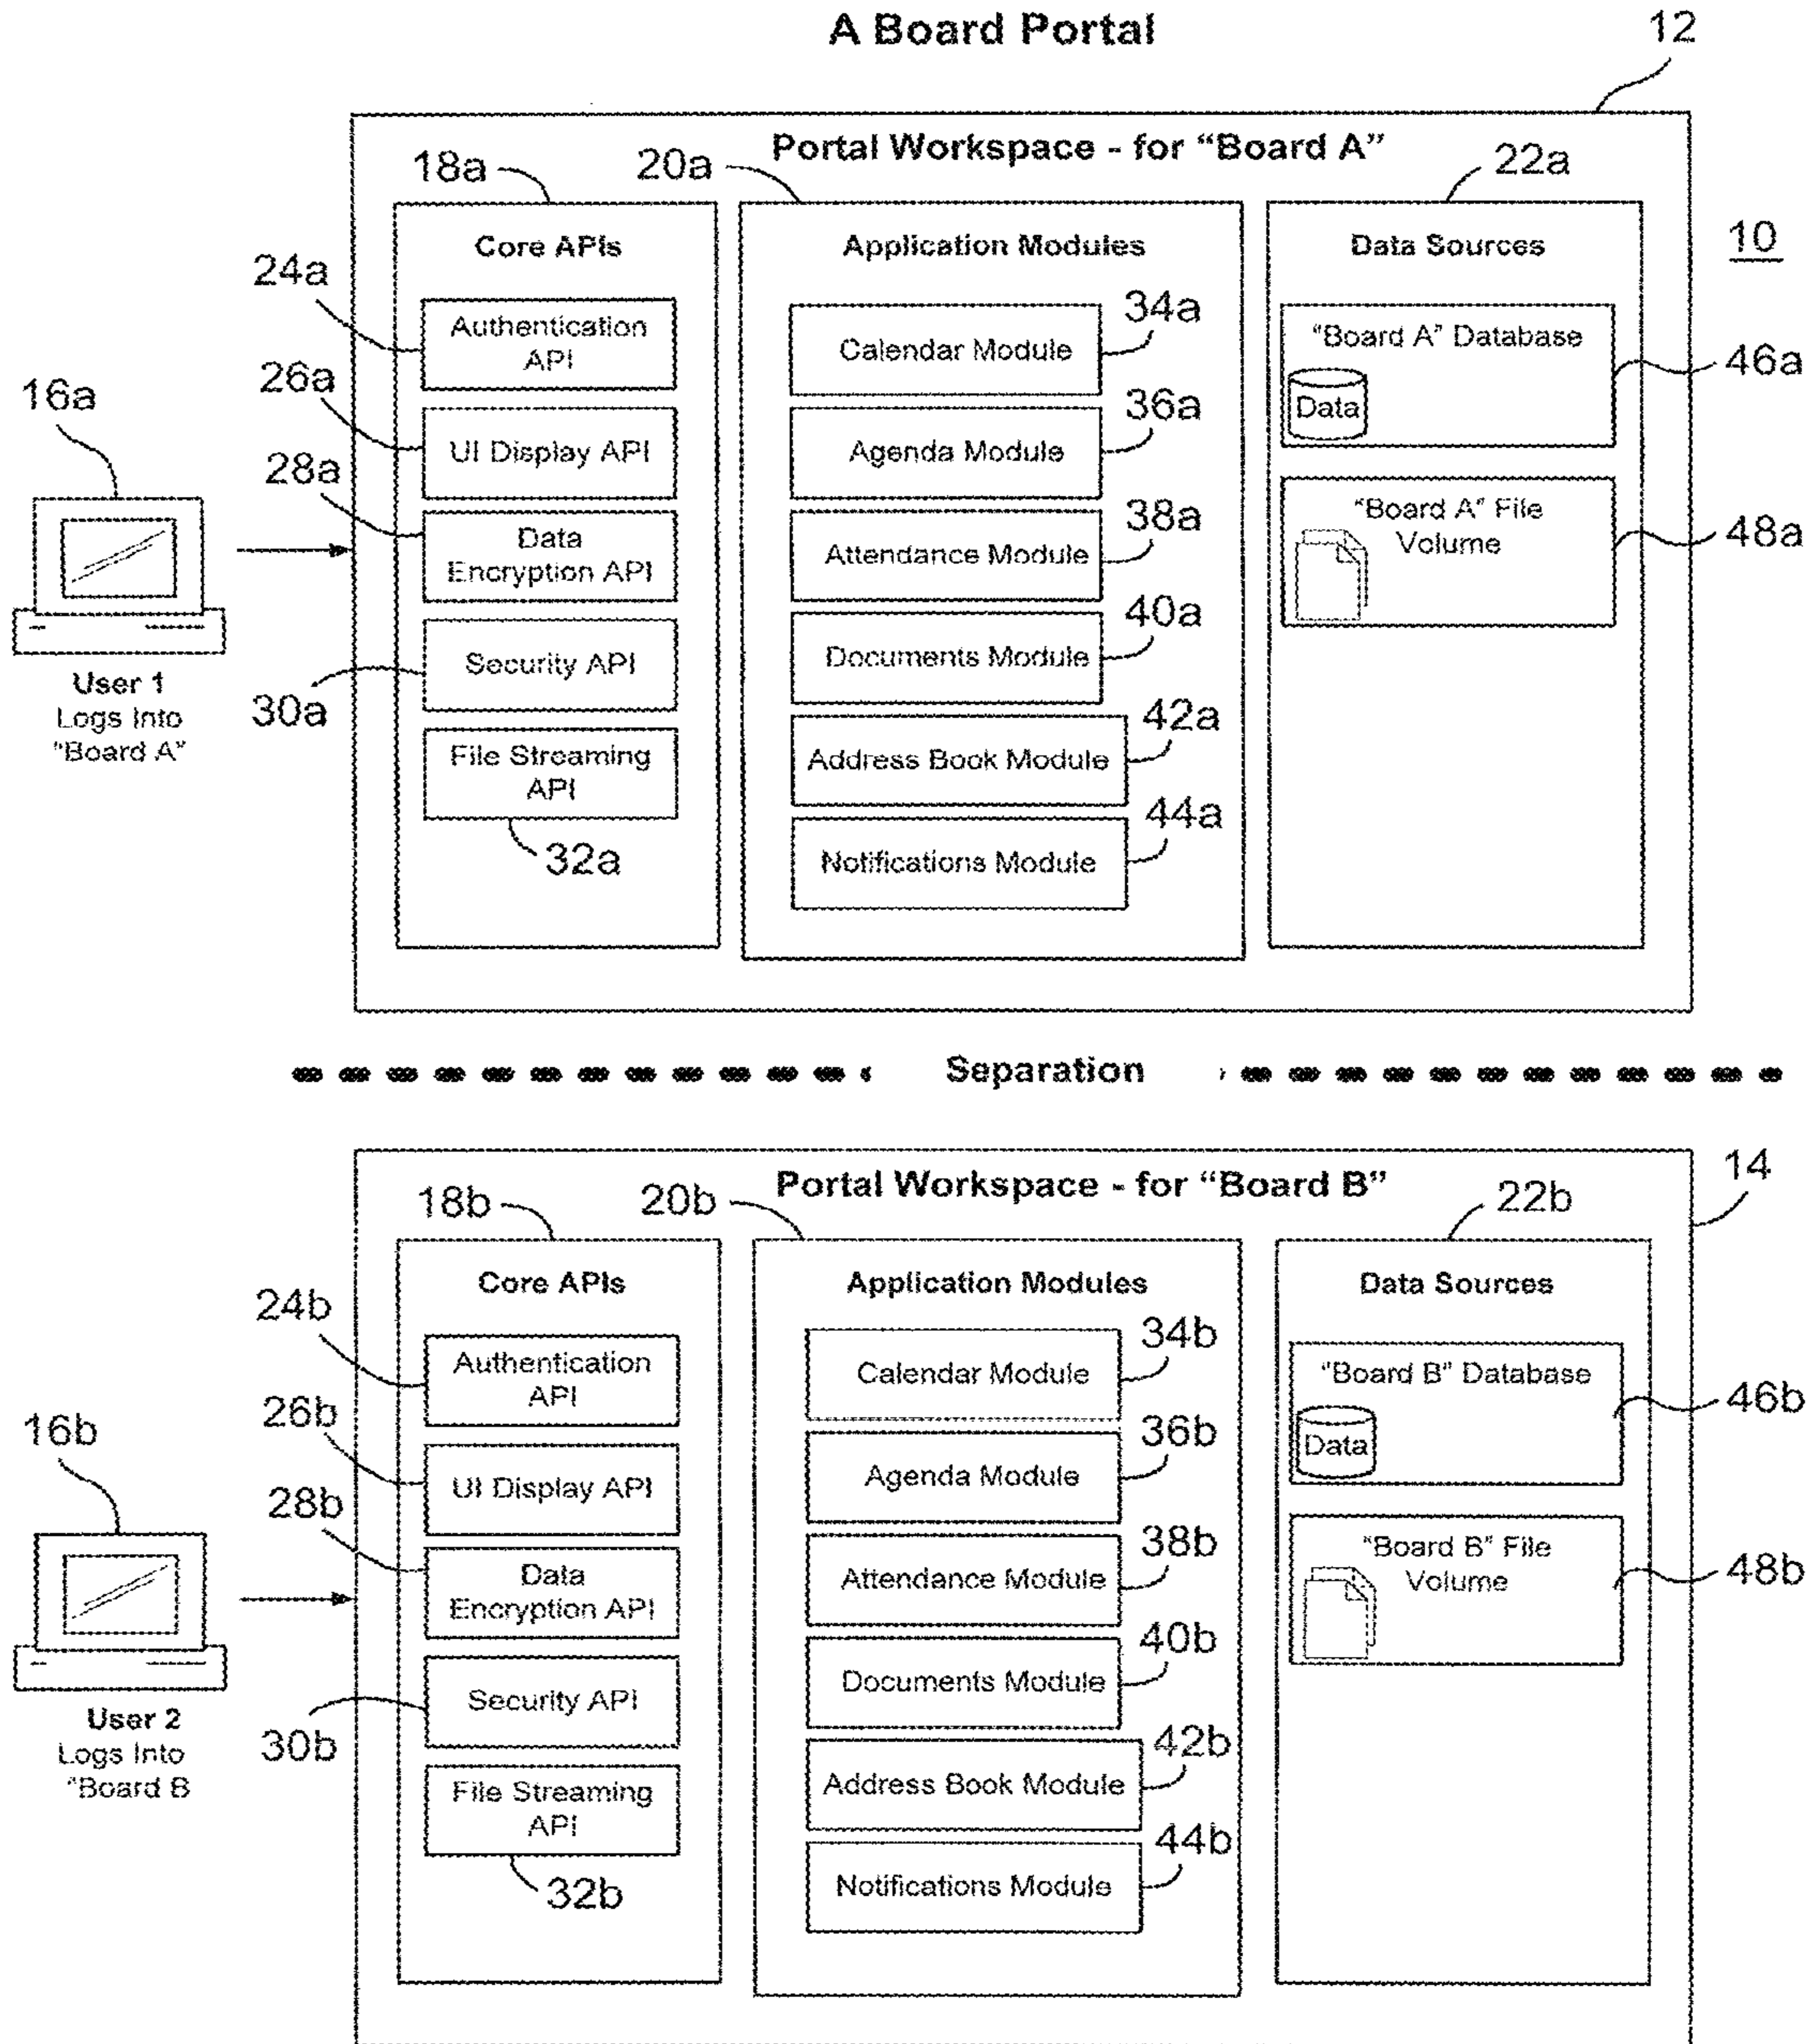 A Board Portal
12
Portal Workspace - for “Board A”
18a
20a
22a
10
Core APIs
Application Modules
Data Sources
24a
Authentication
API
26a
UI Display API
28a
Data
Encryption API
Security API
30a
File Streaming
API
32a
Calendar Module
34a
Agenda Module
36a
Attendance Module
38a
Documents Module
40a
Address Book Module
42a
Notifications Module
44a
“Board A” Database
Data
46a
“Board A” File
Volume
48a
16a
User 1
Logs Into
“Board A”
Separation
14
Portal Workspace - for “Board B”
18b
20b
22b
Core APIs
Application Modules
Data Sources
24b
Authentication
API
26b
UI Display API
28b
Data
Encryption API
Security API
30b
File Streaming
API
32b
Calendar Module
34b
Agenda Module
36b
Attendance Module
38b
Documents Module
40b
Address Book Module
42b
Notifications Module
44b
“Board B” Database
Data
46b
“Board B” File
Volume
48b
16b
User 2
Logs Into
“Board B